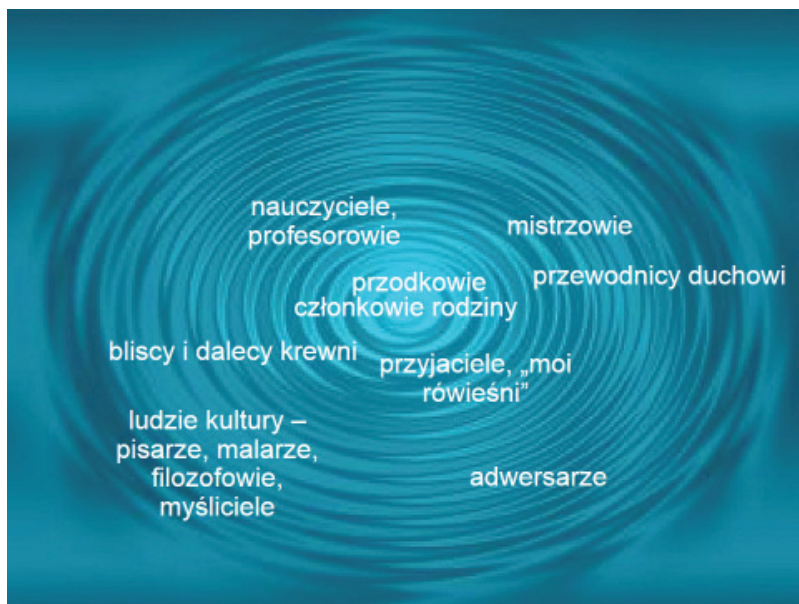 nauczyciele,
profesorowie
mistrzowie
przodkowie
przewodnicy duchowi
członkowie rodziny
bliscy i dalecy krewni
przyjaciele, „moi
rówieśni”
ludzie kultury –
pisarze, malarze,
filozofowie,
myśliciele
adwersarze